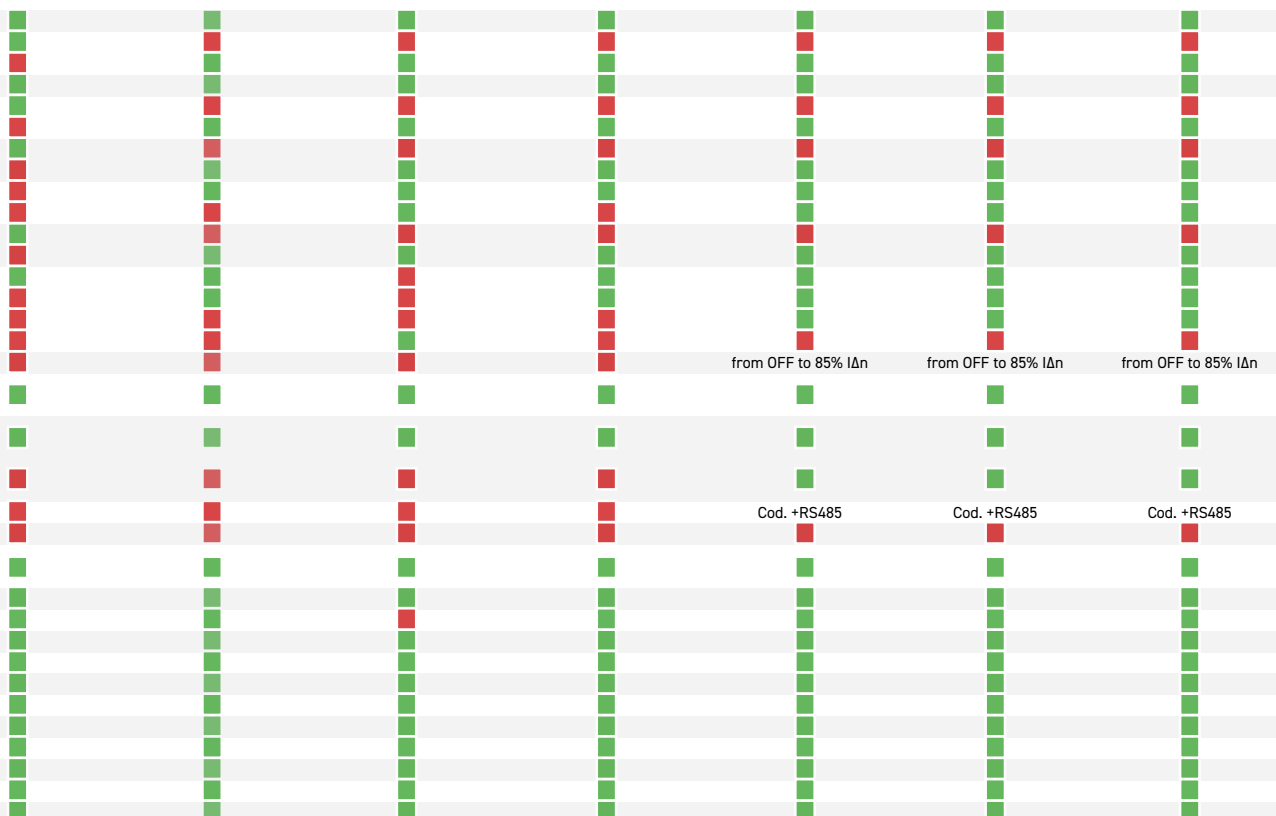 from OFF to 85% IΔn from OFF to 85% IΔn from OFF to 85% IΔn
Cod. +RS485 Cod. +RS485 Cod. +RS485